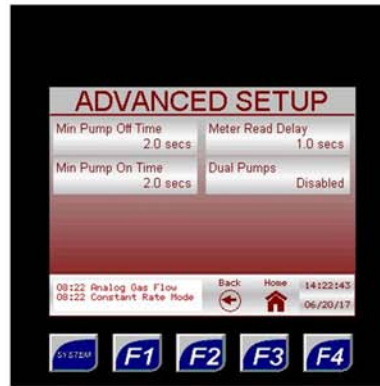 ADVANCED SETUP
Min Pump Off Time
2.0 secs
Meter Read Delay
1.0 secs
Min Pump On Time
2.0 secs
Dual Pumps
Disabled
08:22 Analog Gas Flow
08:22 Constant Rate Mode
Back
Home
14:22:43
06/20/17
SYSTEM
F1
F2
F3
F4